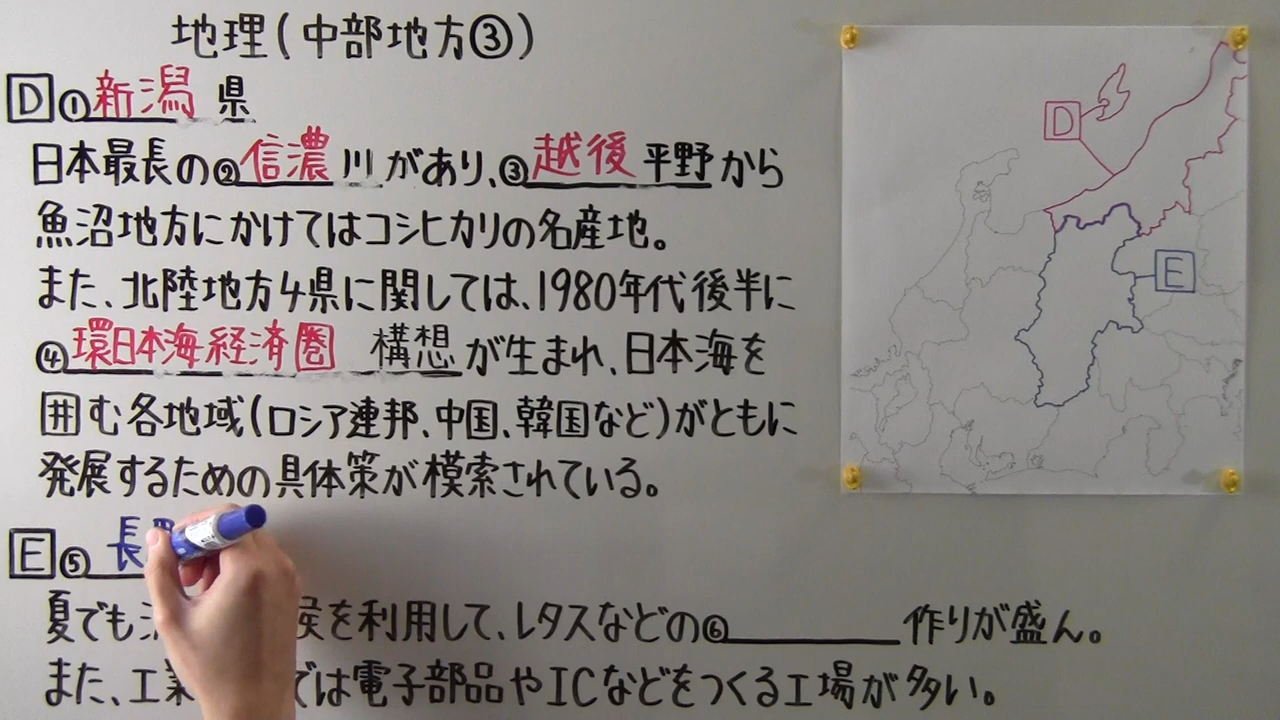 地理(中部地方③)
D ①新潟 県
日本最長の②信濃川があり、③越後平野から
魚沼地方にかけてはコシヒカリの名産地。
また、北陸地方4県に関しては、1980年代後半に
④環日本海経済圏 構想が生まれ、日本海を
囲む各地域(ロシア連邦、中国、韓国など)がともに
発展するための具体策が模索されている。
E ⑤ 長
夏でも 候を利用して、レタスなどの⑥ 作りが盛ん。
また、工業 では電子部品やICなどをつくる工場が多い。
D
E